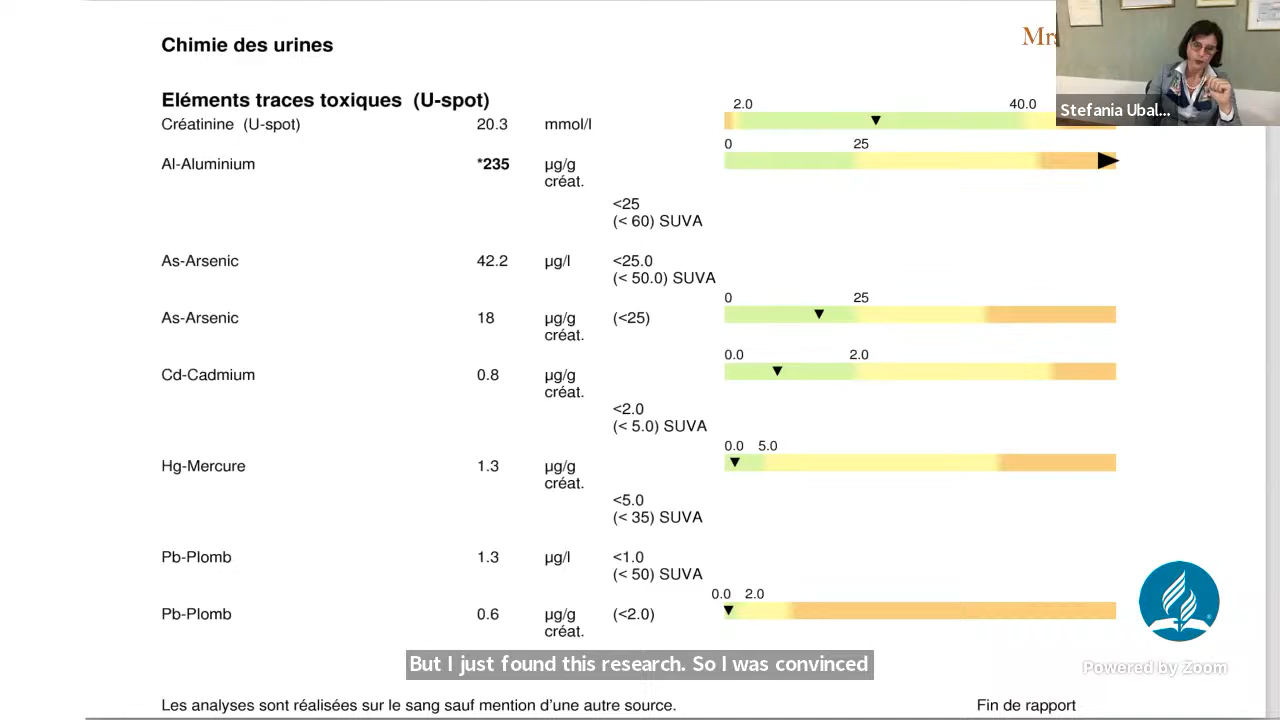 Chimie des urines
Mrs
Eléments traces toxiques (U-spot)
Créatinine (U-spot) 20.3 mmol/l 2.0 40.0
Al-Aluminium *235 µg/g créat. 0 25
<25
(< 60) SUVA
As-Arsenic 42.2 µg/l <25.0
(< 50.0) SUVA
As-Arsenic 18 µg/g créat. (<25) 0 25
Cd-Cadmium 0.8 µg/g créat. 0.0 2.0
<2.0
(< 5.0) SUVA
Hg-Mercure 1.3 µg/g créat. 0.0 5.0
<5.0
(< 35) SUVA
Pb-Plomb 1.3 µg/l <1.0
(< 50) SUVA
Pb-Plomb 0.6 µg/g créat. (<2.0) 0.0 2.0
Les analyses sont réalisées sur le sang sauf mention d'une autre source. Fin de rapport
Stefania Ubal...
But I just found this research. So I was convinced
Powered by Zoom